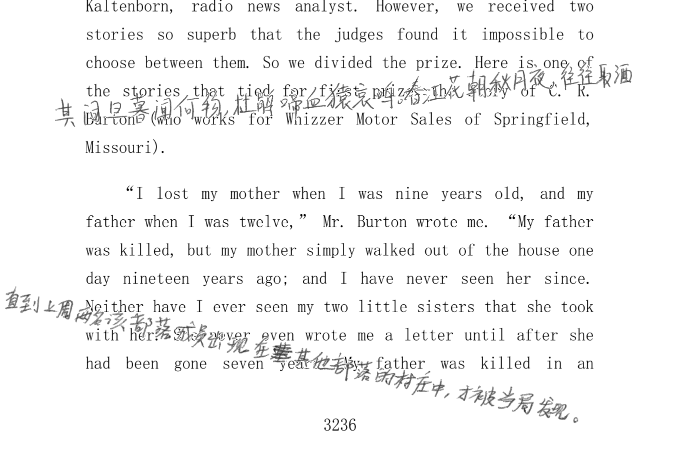 Kaltenborn, radio news analyst. However, we received two
stories so superb that the judges found it impossible to
choose between them. So we divided the prize. Here is one of
the stories that tied for first prize, the story of C. R.
其间旦暮闻何物,杜鹃啼血猿哀鸣。春江花朝秋月夜,往往取酒
Burton (who works for Whizzer Motor Sales of Springfield,
Missouri).
“I lost my mother when I was nine years old, and my
father when I was twelve,” Mr. Burton wrote me. “My father
was killed, but my mother simply walked out of the house one
day nineteen years ago; and I have never seen her since.
Neither have I ever seen my two little sisters that she took
直到上周两名该部落成员出现在其他部落的村庄中,才被当局发现。
with her. She never even wrote me a letter until after she
had been gone seven years. My father was killed in an
3236